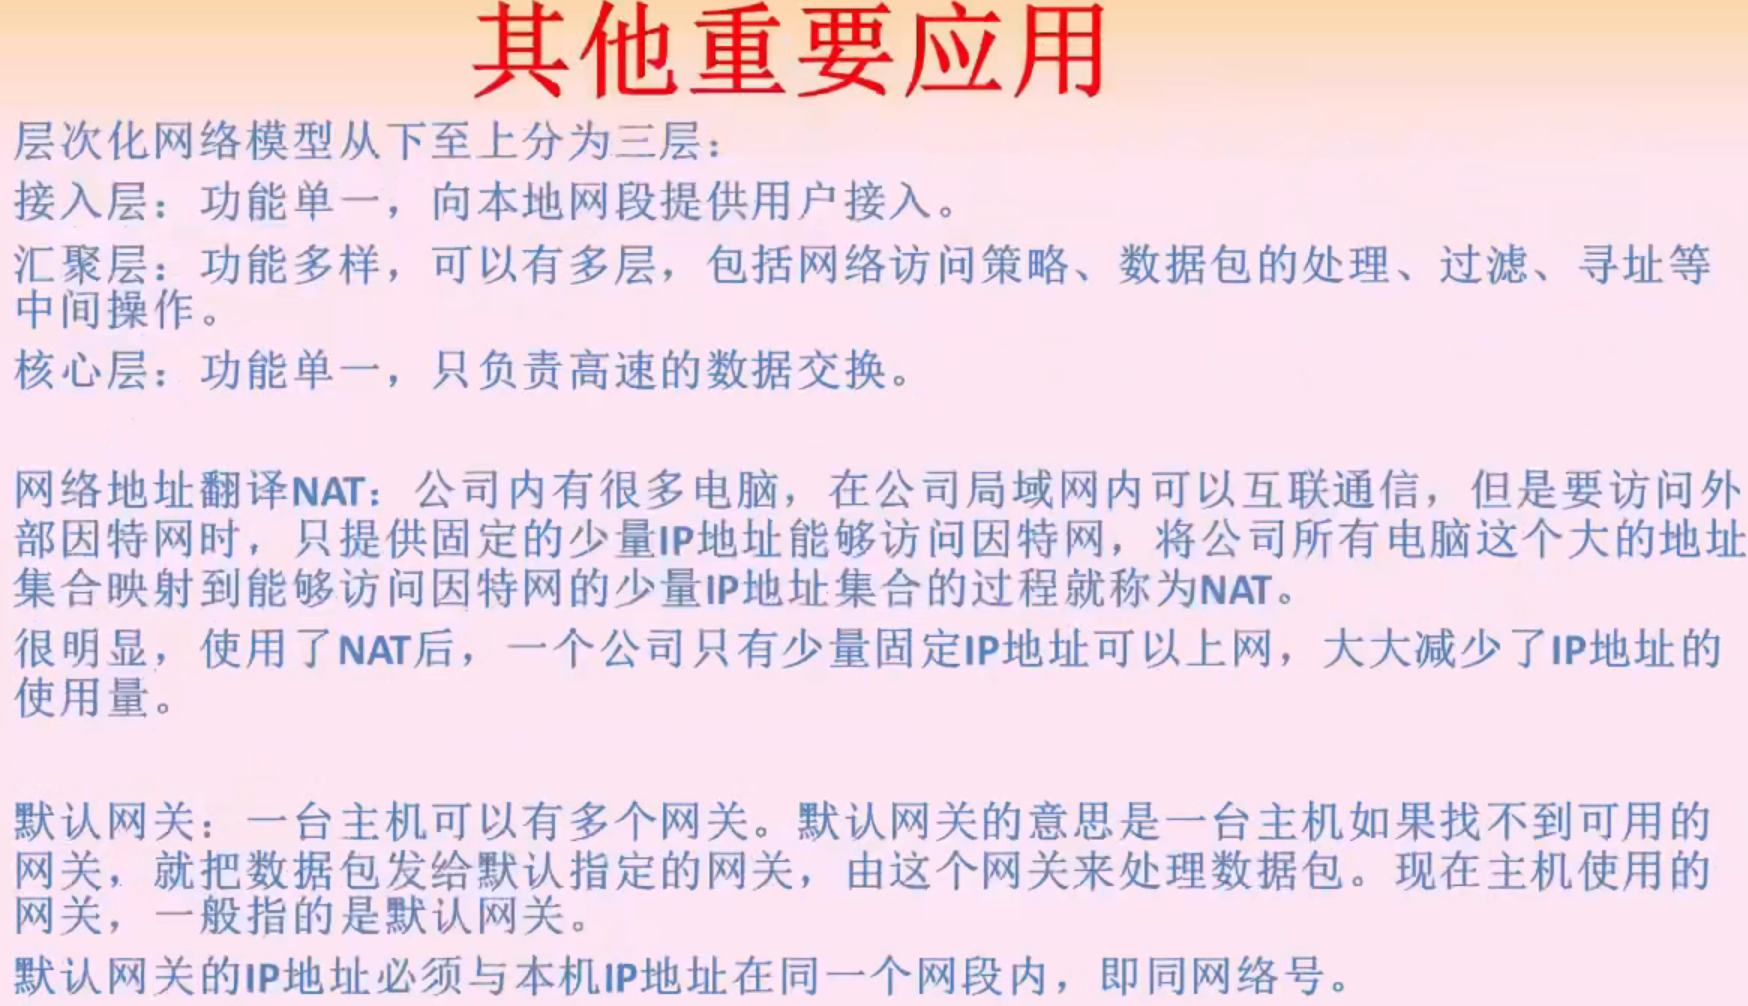 其他重要应用
层次化网络模型从下至上分为三层：
接入层：功能单一，向本地网段提供用户接入。
汇聚层：功能多样，可以有多层，包括网络访问策略、数据包的处理、过滤、寻址等
中间操作。
核心层：功能单一，只负责高速的数据交换。
网络地址翻译NAT：公司内有很多电脑，在公司局域网内可以互联通信，但是要访问外
部因特网时，只提供固定的少量IP地址能够访问因特网，将公司所有电脑这个大的地址
集合映射到能够访问因特网的少量IP地址集合的过程就称为NAT。
很明显，使用了NAT后，一个公司只有少量固定IP地址可以上网，大大减少了IP地址的
使用量。
默认网关：一台主机可以有多个网关。默认网关的意思是一台主机如果找不到可用的
网关，就把数据包发给默认指定的网关，由这个网关来处理数据包。现在主机使用的
网关，一般指的是默认网关。
默认网关的IP地址必须与本机IP地址在同一个网段内，即同网络号。